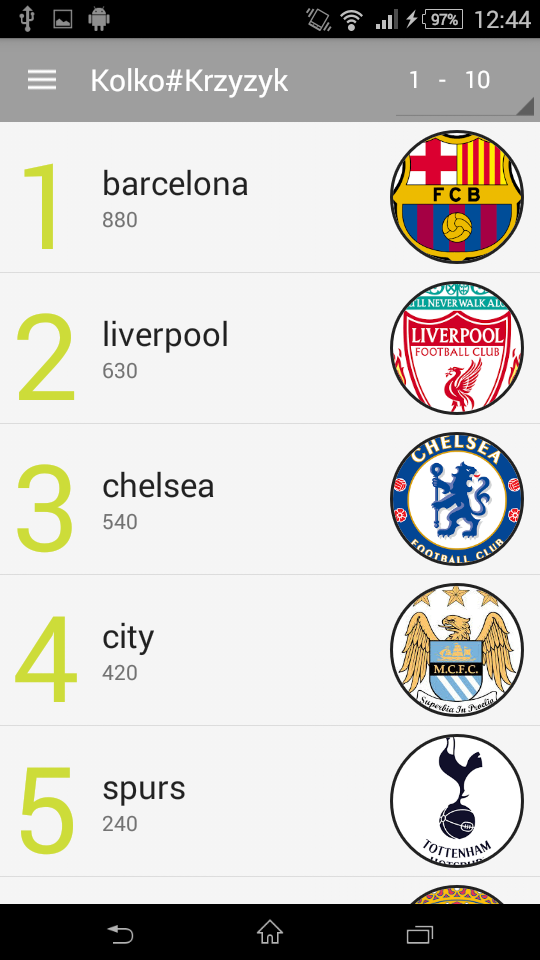 97% 12:44
Kolko#Krzyzyk 1 - 10
1 barcelona
880
FCB
2 liverpool
630
YOU'LL NEVER WALK ALONE
LIVERPOOL
FOOTBALL CLUB
3 chelsea
540
CHELSEA
FOOTBALL CLUB
4 city
420
M.C.F.C.
Superbia In Proelio
5 spurs
240
TOTTENHAM
HOTSPUR